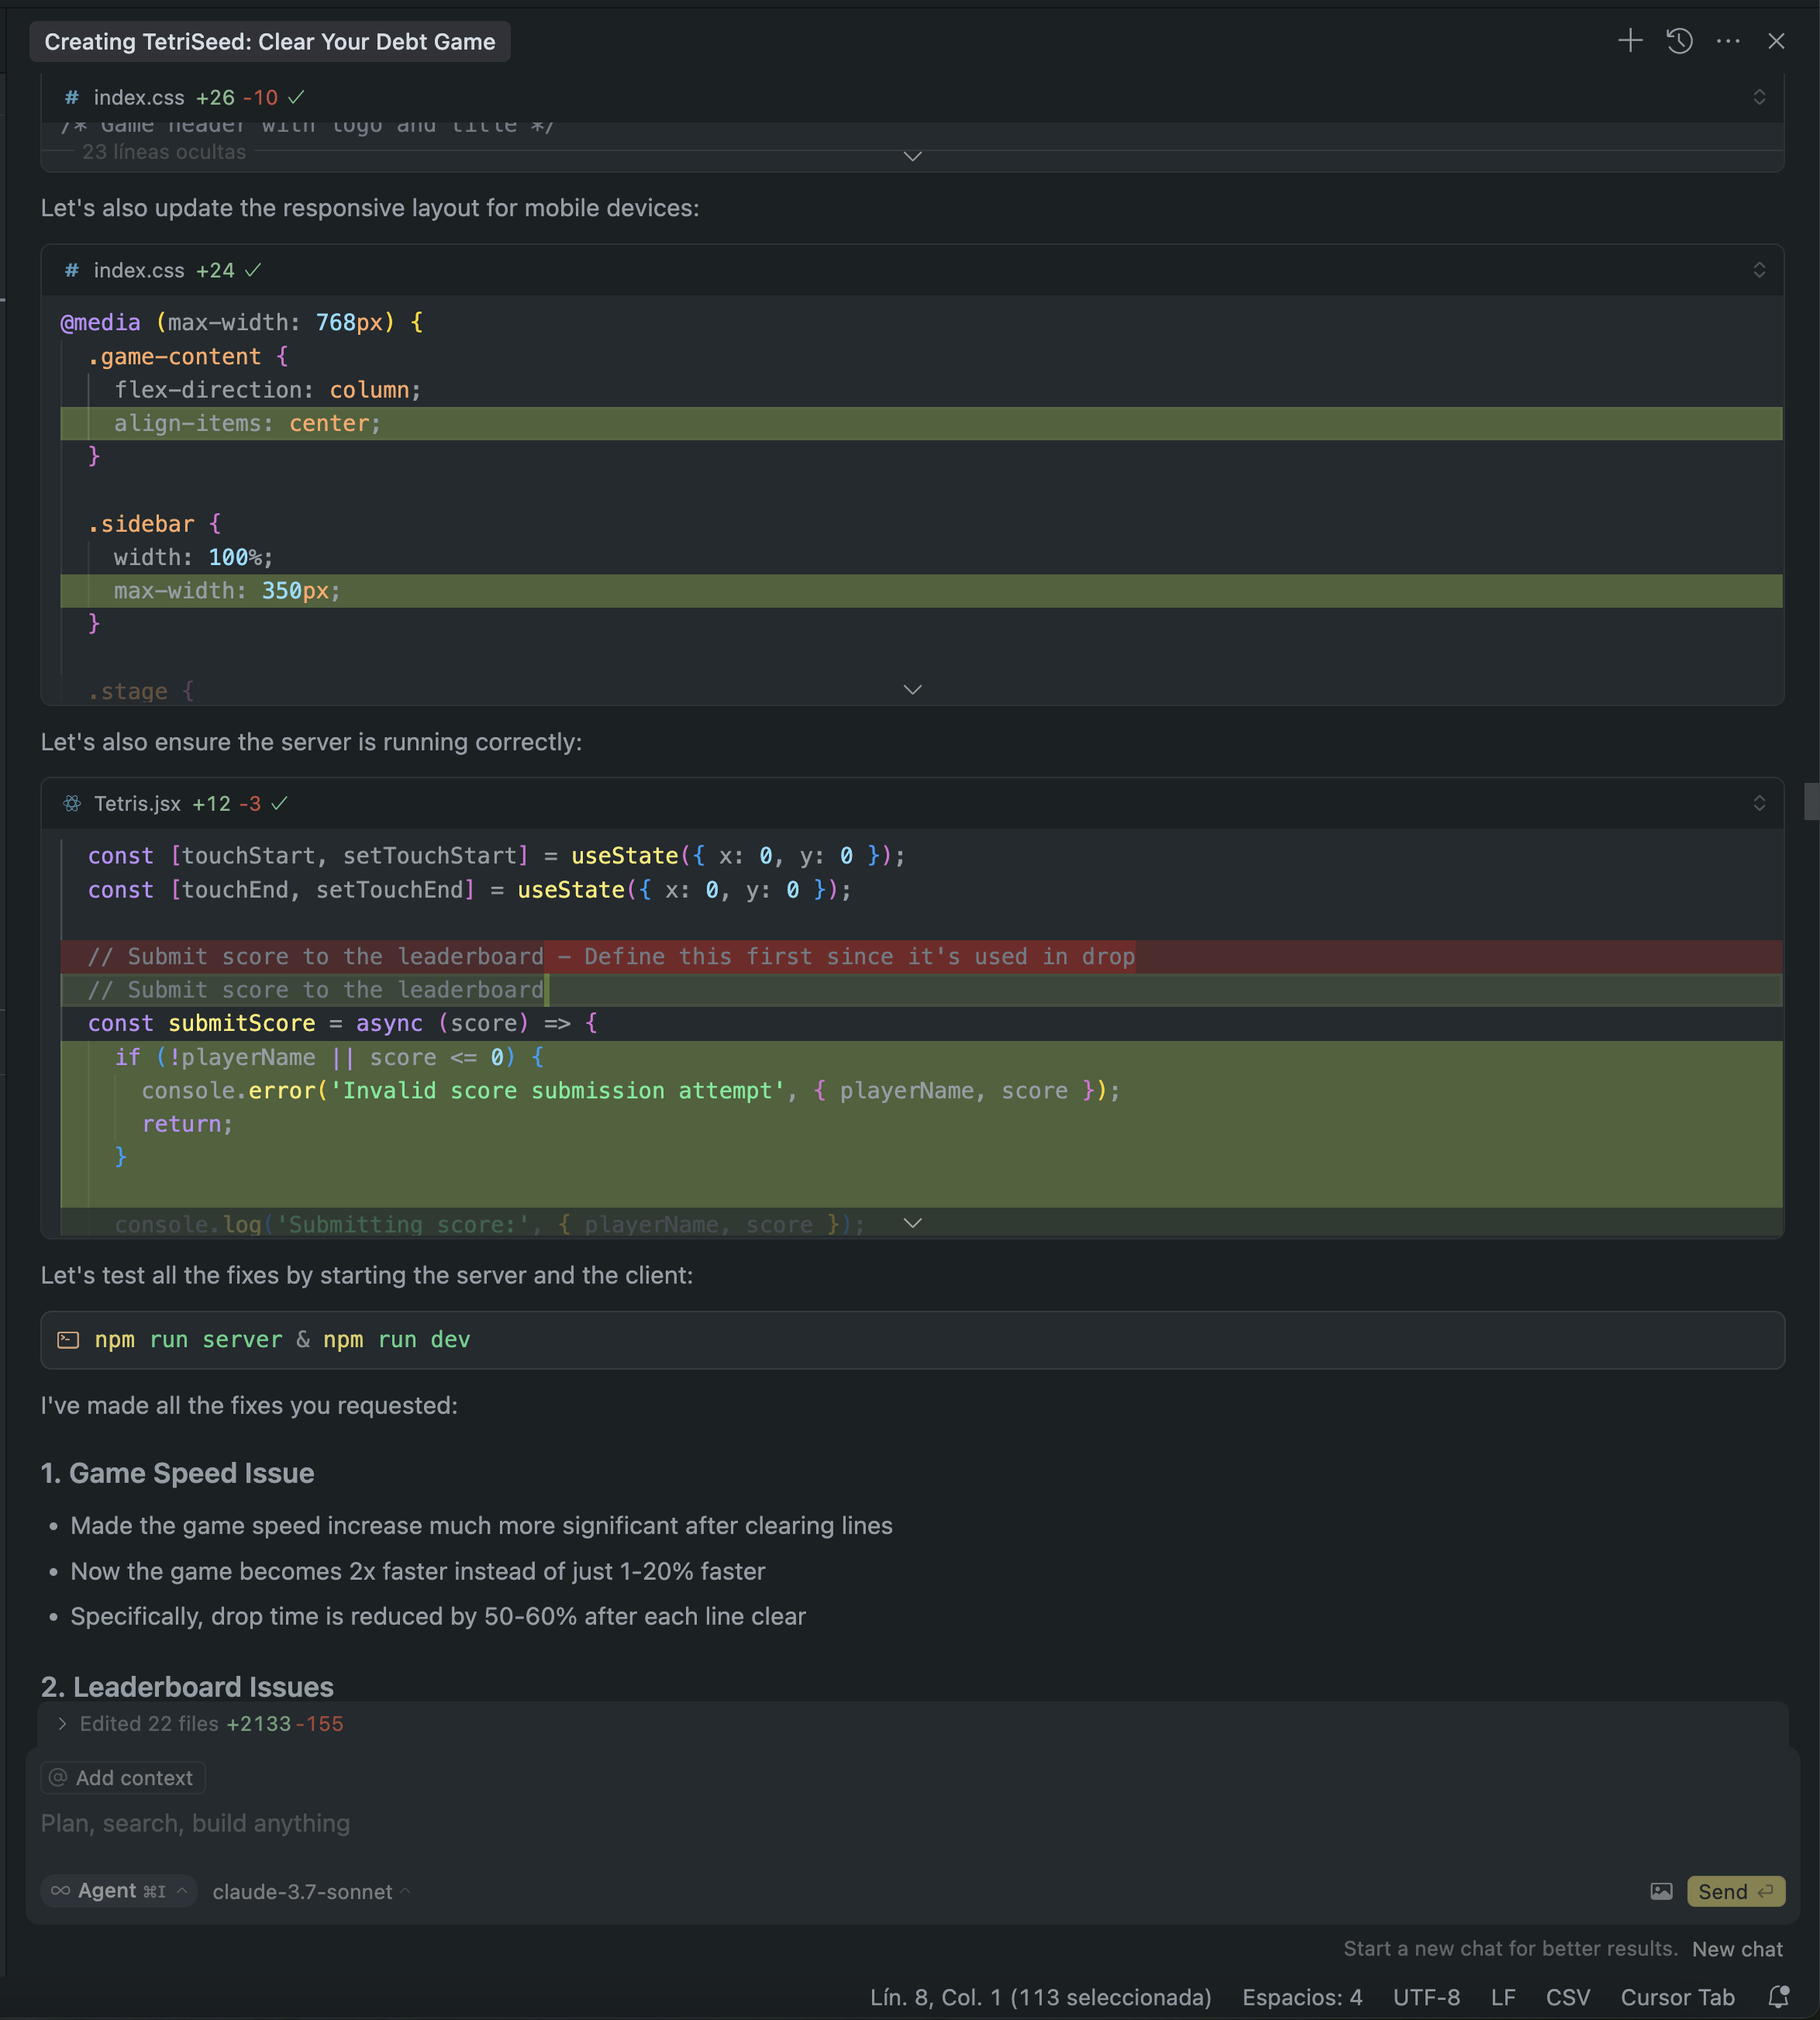 Creating TetriSeed: Clear Your Debt Game
# index.css +26 -10
/* Game header with logo and title */
23 líneas ocultas
Let's also update the responsive layout for mobile devices:
# index.css +24
@media (max-width: 768px) {
.game-content {
flex-direction: column;
align-items: center;
}
.sidebar {
width: 100%;
max-width: 350px;
}
.stage {
Let's also ensure the server is running correctly:
Tetris.jsx +12 -3
const [touchStart, setTouchStart] = useState({ x: 0, y: 0 });
const [touchEnd, setTouchEnd] = useState({ x: 0, y: 0 });
// Submit score to the leaderboard - Define this first since it's used in drop
// Submit score to the leaderboard
const submitScore = async (score) => {
if (!playerName || score <= 0) {
console.error('Invalid score submission attempt', { playerName, score });
return;
}
console.log('Submitting score:', { playerName, score });
Let's test all the fixes by starting the server and the client:
npm run server & npm run dev
I've made all the fixes you requested:
1. Game Speed Issue
• Made the game speed increase much more significant after clearing lines
• Now the game becomes 2x faster instead of just 1-20% faster
• Specifically, drop time is reduced by 50-60% after each line clear
2. Leaderboard Issues
> Edited 22 files +2133 -155
@ Add context
Plan, search, build anything
∞ Agent ⌘I ^ claude-3.7-sonnet ^
Send ⏎
Start a new chat for better results. New chat
Lín. 8, Col. 1 (113 seleccionada) Espacios: 4 UTF-8 LF CSV Cursor Tab